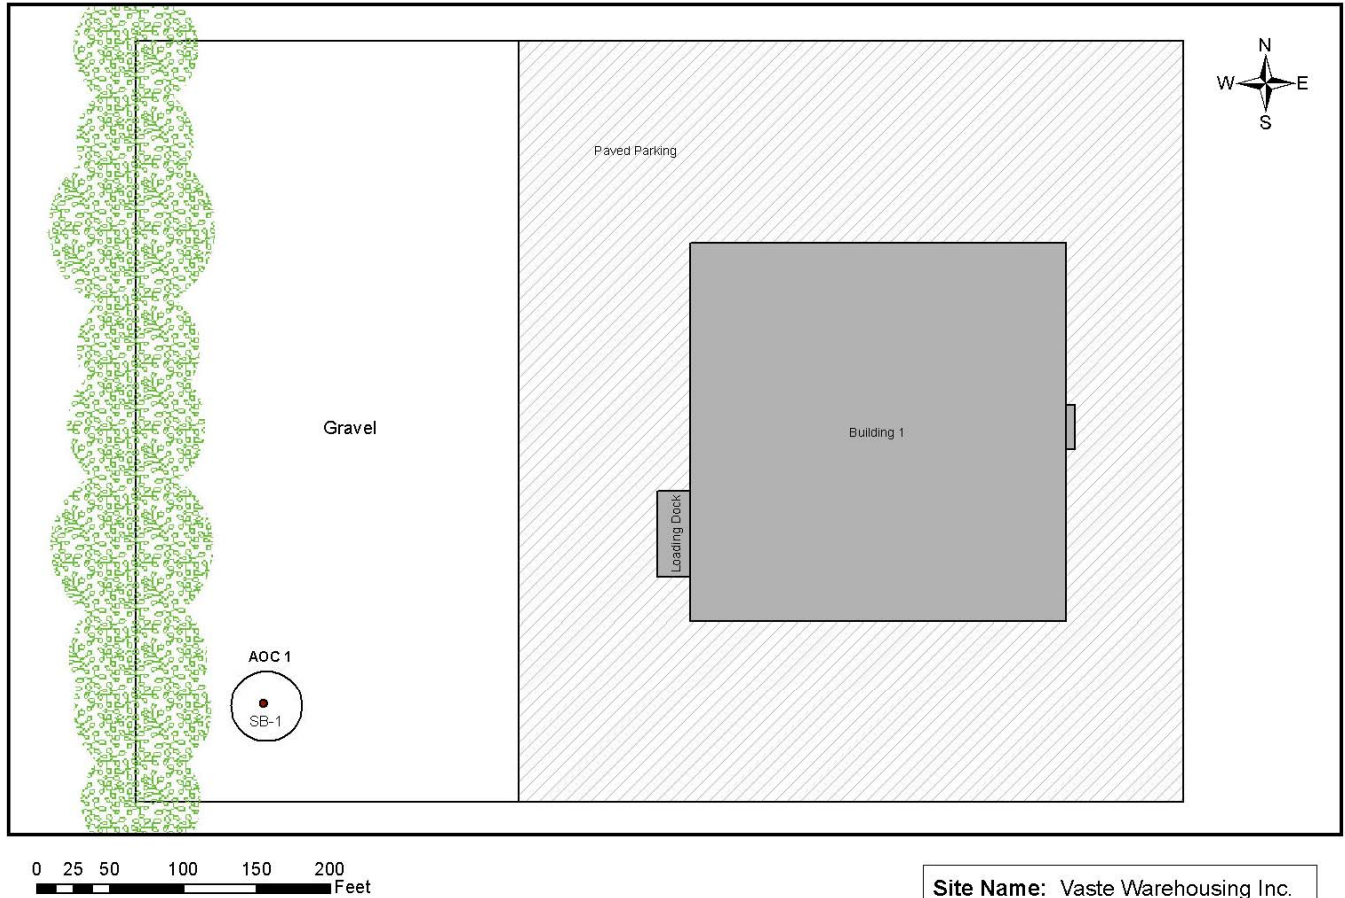 N
W E
S
Paved Parking
Gravel
Building 1
Loading Dock
AOC 1
SB-1
0 25 50 100 150 200
Feet
Site Name: Vaste Warehousing Inc.